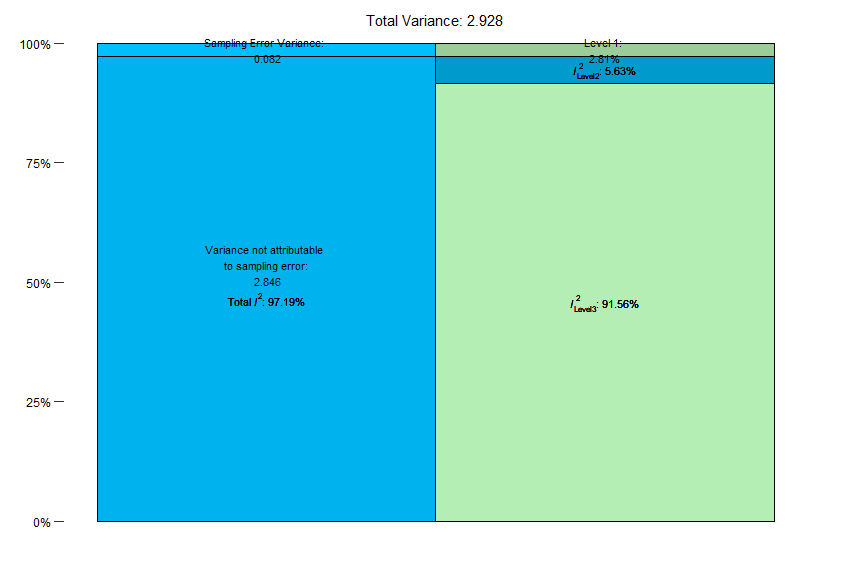 Total Variance: 2.928
100%
75%
50%
25%
0%
Sampling Error Variance:
0.082
Variance not attributable
to sampling error:
2.846
Total I²: 97.19%
Level 1:
2.81%
I²Level2: 5.63%
I²Level3: 91.56%